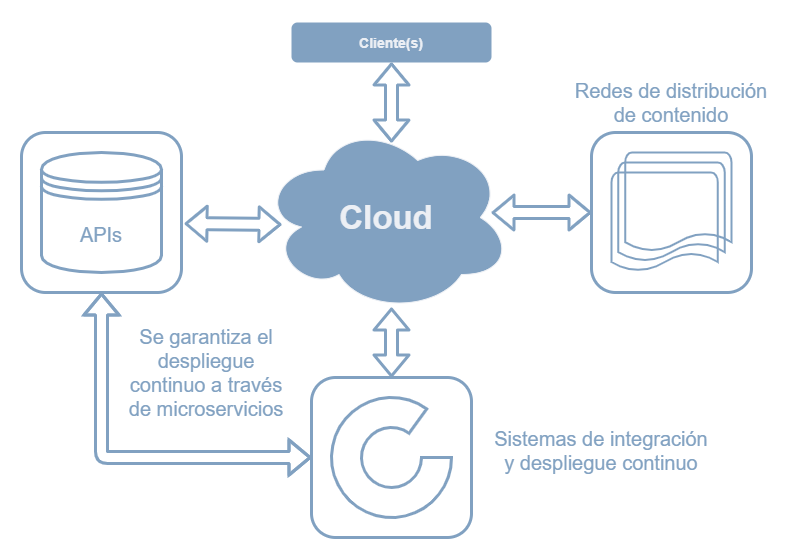 Cliente(s)
Redes de distribución
de contenido
Cloud
APIs
Se garantiza el
despliegue
continuo a través
de microservicios
Sistemas de integración
y despliegue continuo